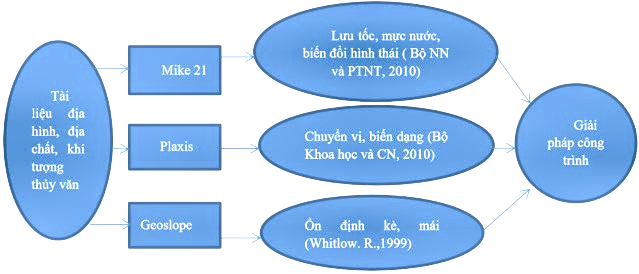 Tài
liệu địa
hình, địa
chất, khí
tượng
thủy văn
Mike 21
Plaxis
Geoslope
Lưu tốc, mực nước,
biến đổi hình thái ( Bộ NN
và PTNT, 2010)
Chuyển vị, biến dạng (Bộ
Khoa học và CN, 2010)
Ổn định kè, mái
(Whitlow. R.,1999)
Giải
pháp công
trình